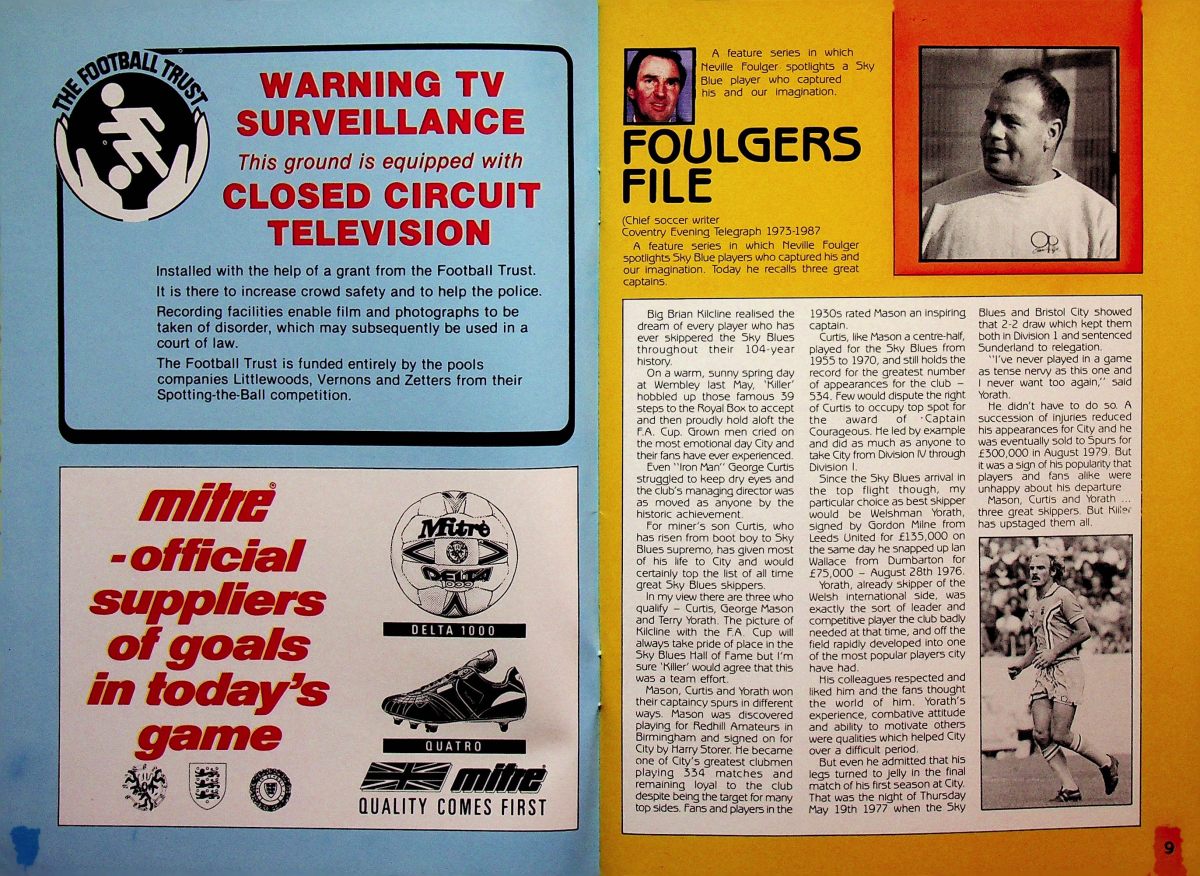 THE FOOTBALL TRUST
WARNING TV
SURVEILLANCE
This ground is equipped with
CLOSED CIRCUIT
TELEVISION
Installed with the help of a grant from the Football Trust.
It is there to increase crowd safety and to help the police.
Recording facilities enable film and photographs to be
taken of disorder, which may subsequently be used in a
court of law.
The Football Trust is funded entirely by the pools
companies Littlewoods, Vernons and Zetters from their
Spotting-the-Ball competition.
mitre®
-official
suppliers
of goals
in today's
game
Mitre
DELTA
1000
DELTA 1000
QUATRO
mitre®
QUALITY COMES FIRST
A feature series in which
Neville Foulger spotlights a Sky
Blue player who captured
his and our imagination.
FOULGERS
FILE
(Chief soccer writer
Coventry Evening Telegraph 1973-1987
A feature series in which Neville Foulger
spotlights Sky Blue players who captured his and
our imagination. Today he recalls three great
captains.
Big Brian Kilcline realised the
dream of every player who has
ever skippered the Sky Blues
throughout their 104-year
history.
On a warm, sunny spring day
at Wembley last May, 'Killer'
hobbled up those famous 39
steps to the Royal Box to accept
and then proudly hold aloft the
F.A. Cup. Grown men cried on
the most emotional day City and
their fans have ever experienced.
Even "Iron Man" George Curtis
struggled to keep dry eyes and
the club's managing director was
as moved as anyone by the
historic achievement.
For miner's son Curtis, who
has risen from boot boy to Sky
Blues supremo, has given most
of his life to City and would
certainly top the list of all time
great Sky Blues skippers.
In my view there are three who
qualify – Curtis, George Mason
and Terry Yorath. The picture of
Kilcline with the F.A. Cup will
always take pride of place in the
Sky Blues Hall of Fame but I'm
sure 'Killer' would agree that this
was a team effort.
Mason, Curtis and Yorath won
their captaincy spurs in different
ways. Mason was discovered
playing for Redhill Amateurs in
Birmingham and signed on for
City by Harry Storer. He became
one of City's greatest clubmen
playing 334 matches and
remaining loyal to the club
despite being the target for many
top sides. Fans and players in the
1930s rated Mason an inspiring
captain.
Curtis, like Mason a centre-half,
played for the Sky Blues from
1955 to 1970, and still holds the
record for the greatest number
of appearances for the club –
534. Few would dispute the right
of Curtis to occupy top spot for
the award of 'Captain
Courageous. He led by example
and did as much as anyone to
take City from Division IV through
Division I.
Since the Sky Blues arrival in
the top flight though, my
particular choice as best skipper
would be Welshman Yorath,
signed by Gordon Milne from
Leeds United for £135,000 on
the same day he snapped up Ian
Wallace from Dumbarton for
£75,000 – August 28th 1976.
Yorath, already skipper of the
Welsh international side, was
exactly the sort of leader and
competitive player the club badly
needed at that time, and off the
field rapidly developed into one
of the most popular players city
have had.
His colleagues respected and
liked him and the fans thought
the world of him. Yorath's
experience, combative attitude
and ability to motivate others
were qualities which helped City
over a difficult period.
But even he admitted that his
legs turned to jelly in the final
match of his first season at City.
That was the night of Thursday
May 19th 1977 when the Sky
Blues and Bristol City showed
that 2-2 draw which kept them
both in Division 1 and sentenced
Sunderland to relegation.
"I've never played in a game
as tense nervy as this one and
I never want too again," said
Yorath.
He didn't have to do so. A
succession of injuries reduced
his appearances for City and he
was eventually sold to Spurs for
£300,000 in August 1979. But
it was a sign of his popularity that
players and fans alike were
unhappy about his departure
Mason, Curtis and Yorath ...
three great skippers. But Killer
has upstaged them all.
9